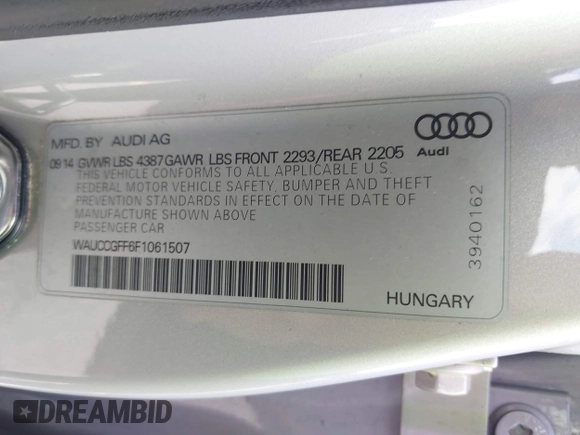 MFD. BY AUDI AG
09 14 GVWR LBS 4387 GAWR LBS FRONT 2293/REAR 2205
THIS VEHICLE CONFORMS TO ALL APPLICABLE U.S.
FEDERAL MOTOR VEHICLE SAFETY, BUMPER AND THEFT
PREVENTION STANDARDS IN EFFECT ON THE DATE OF
MANUFACTURE SHOWN ABOVE
PASSENGER CAR
WAUCCGFF6F1061507
Audi
3940162
HUNGARY
DREAMBID